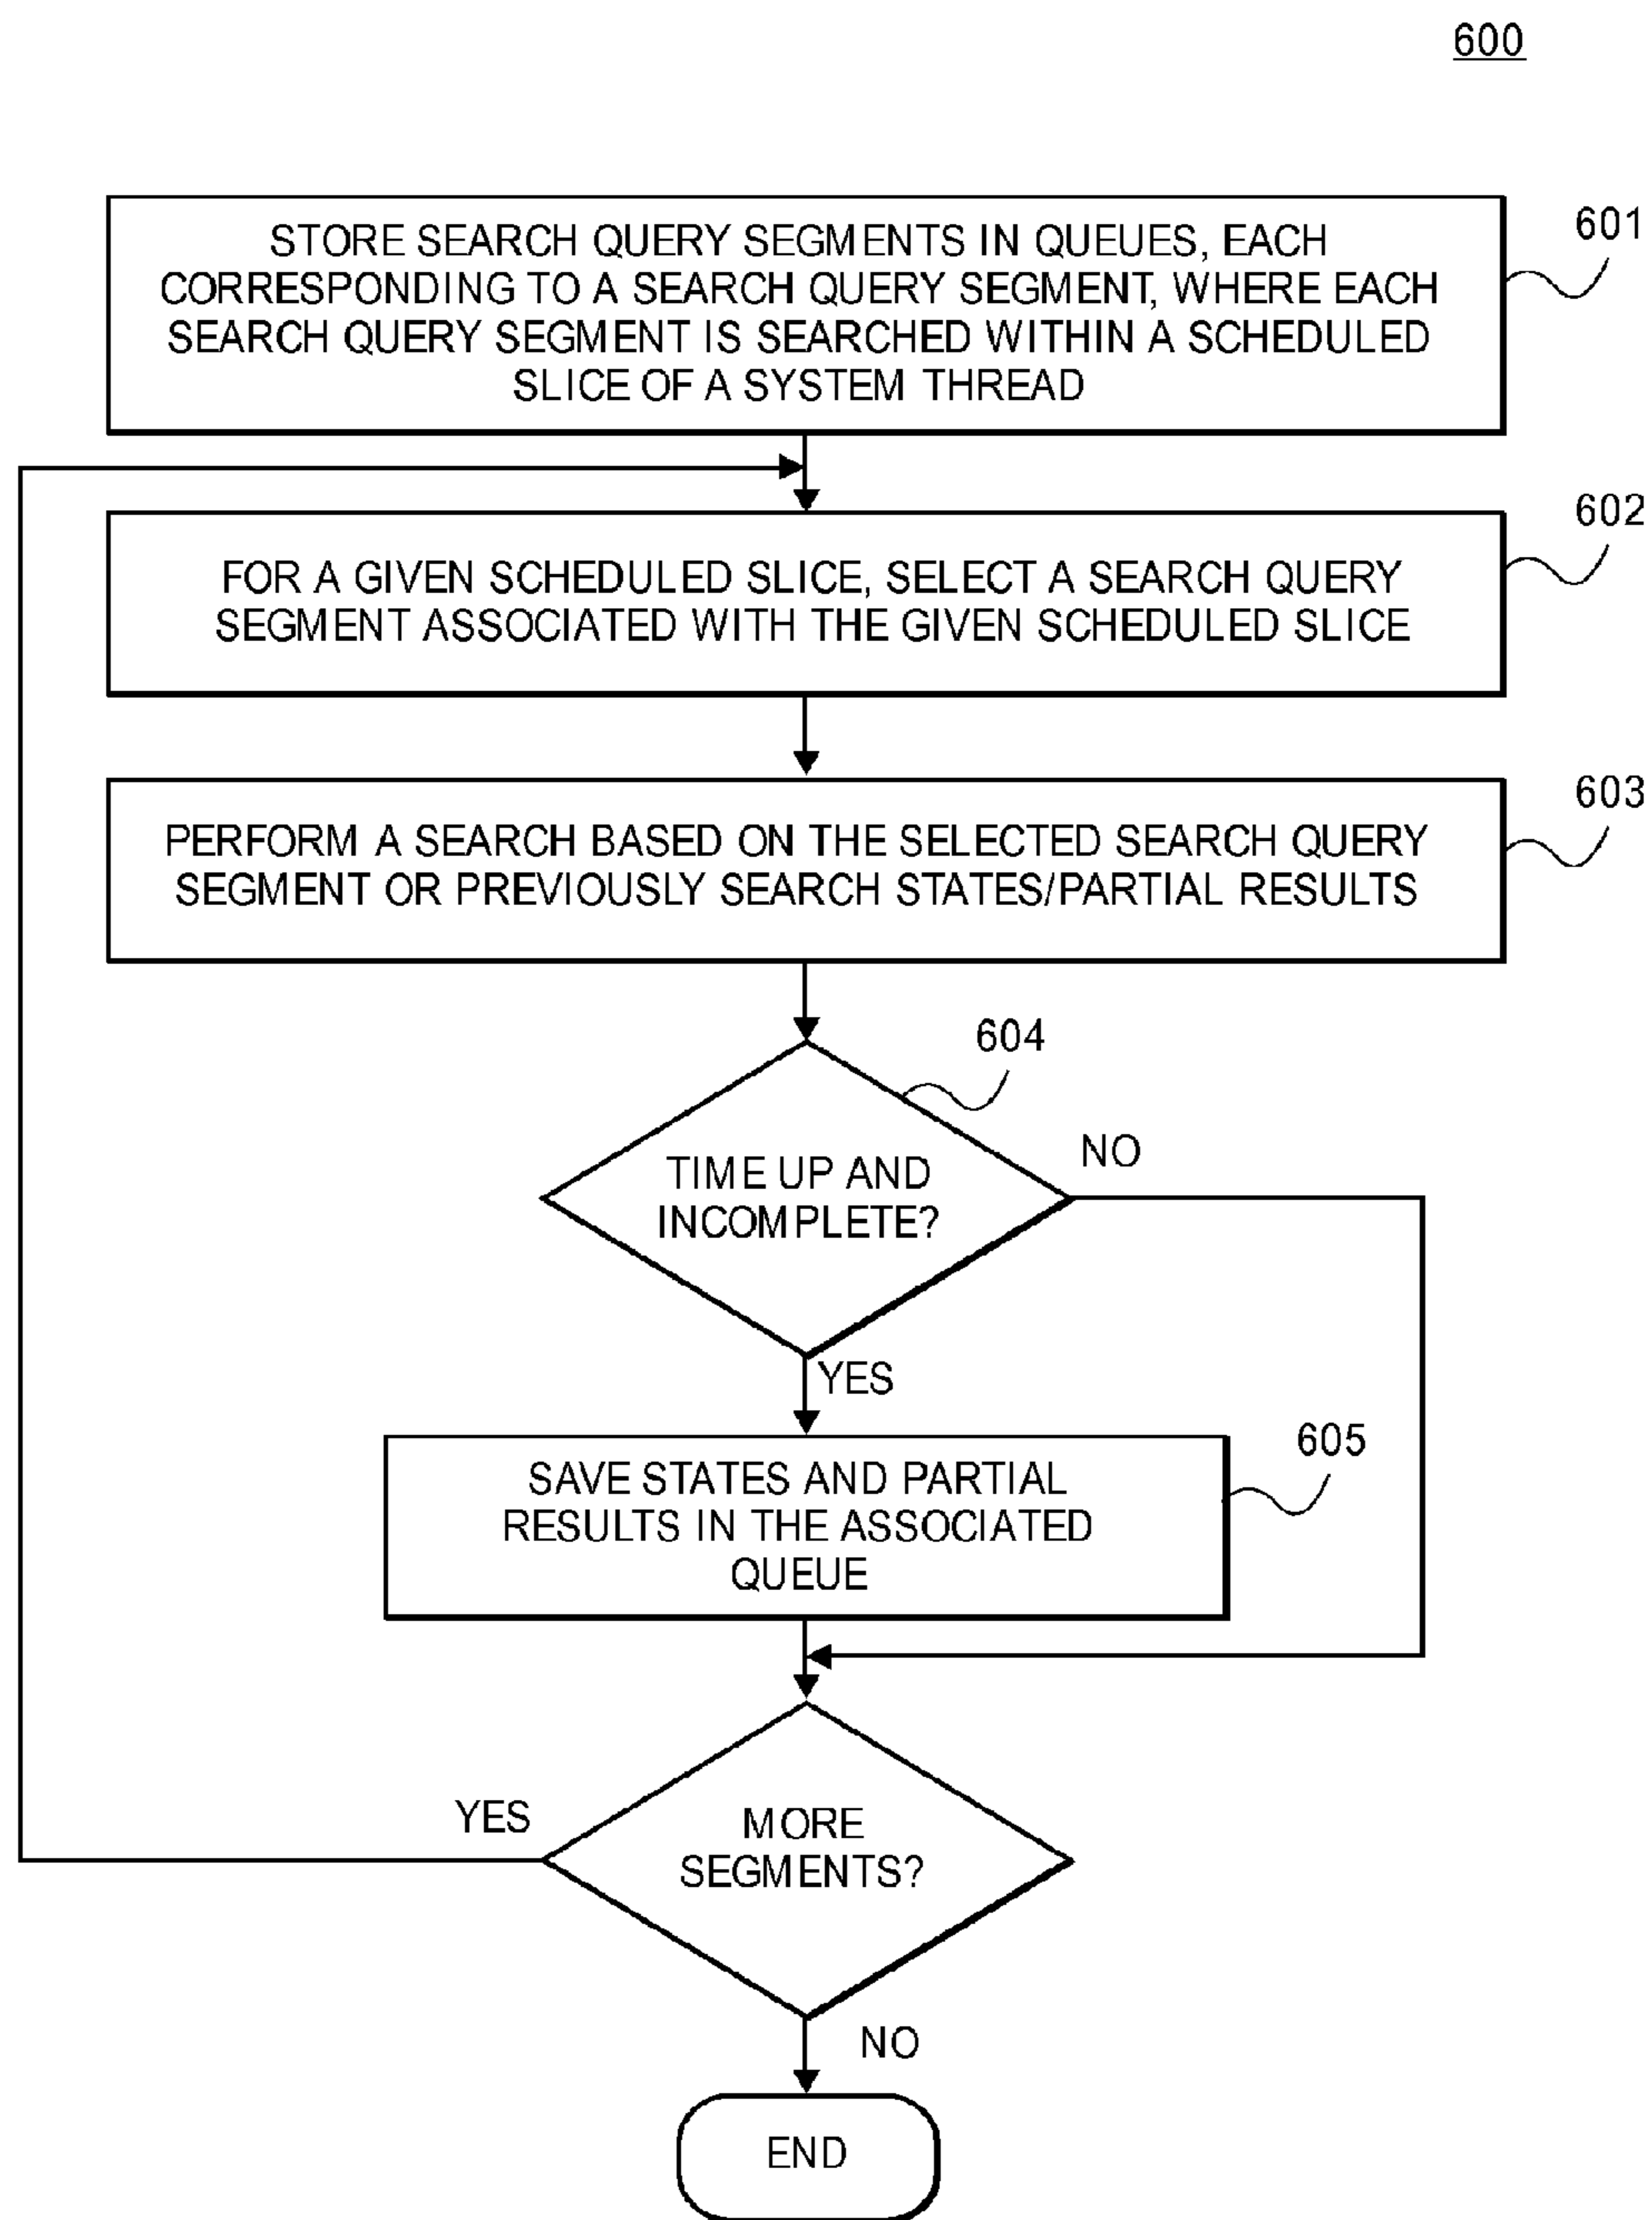 600
STORE SEARCH QUERY SEGMENTS IN QUEUES, EACH
CORRESPONDING TO A SEARCH QUERY SEGMENT, WHERE EACH
SEARCH QUERY SEGMENT IS SEARCHED WITHIN A SCHEDULED
SLICE OF A SYSTEM THREAD
601
FOR A GIVEN SCHEDULED SLICE, SELECT A SEARCH QUERY
SEGMENT ASSOCIATED WITH THE GIVEN SCHEDULED SLICE
602
PERFORM A SEARCH BASED ON THE SELECTED SEARCH QUERY
SEGMENT OR PREVIOUSLY SEARCH STATES/PARTIAL RESULTS
603
604
TIME UP AND
INCOMPLETE?
NO
YES
SAVE STATES AND PARTIAL
RESULTS IN THE ASSOCIATED
QUEUE
605
MORE
SEGMENTS?
YES
NO
END